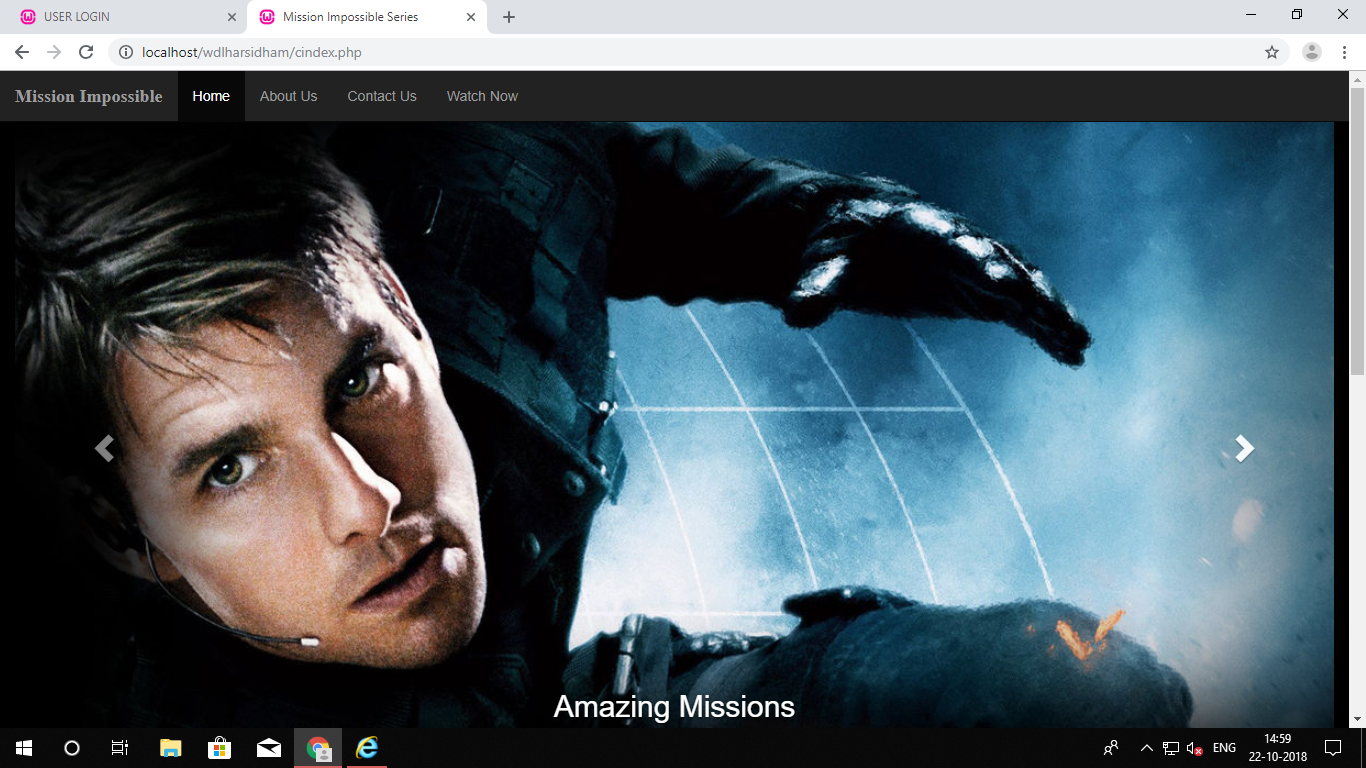 USER LOGIN
Mission Impossible Series
localhost/wdlharsidham/cindex.php
Mission Impossible
Home
About Us
Contact Us
Watch Now
Amazing Missions
ENG
14:59
22-10-2018